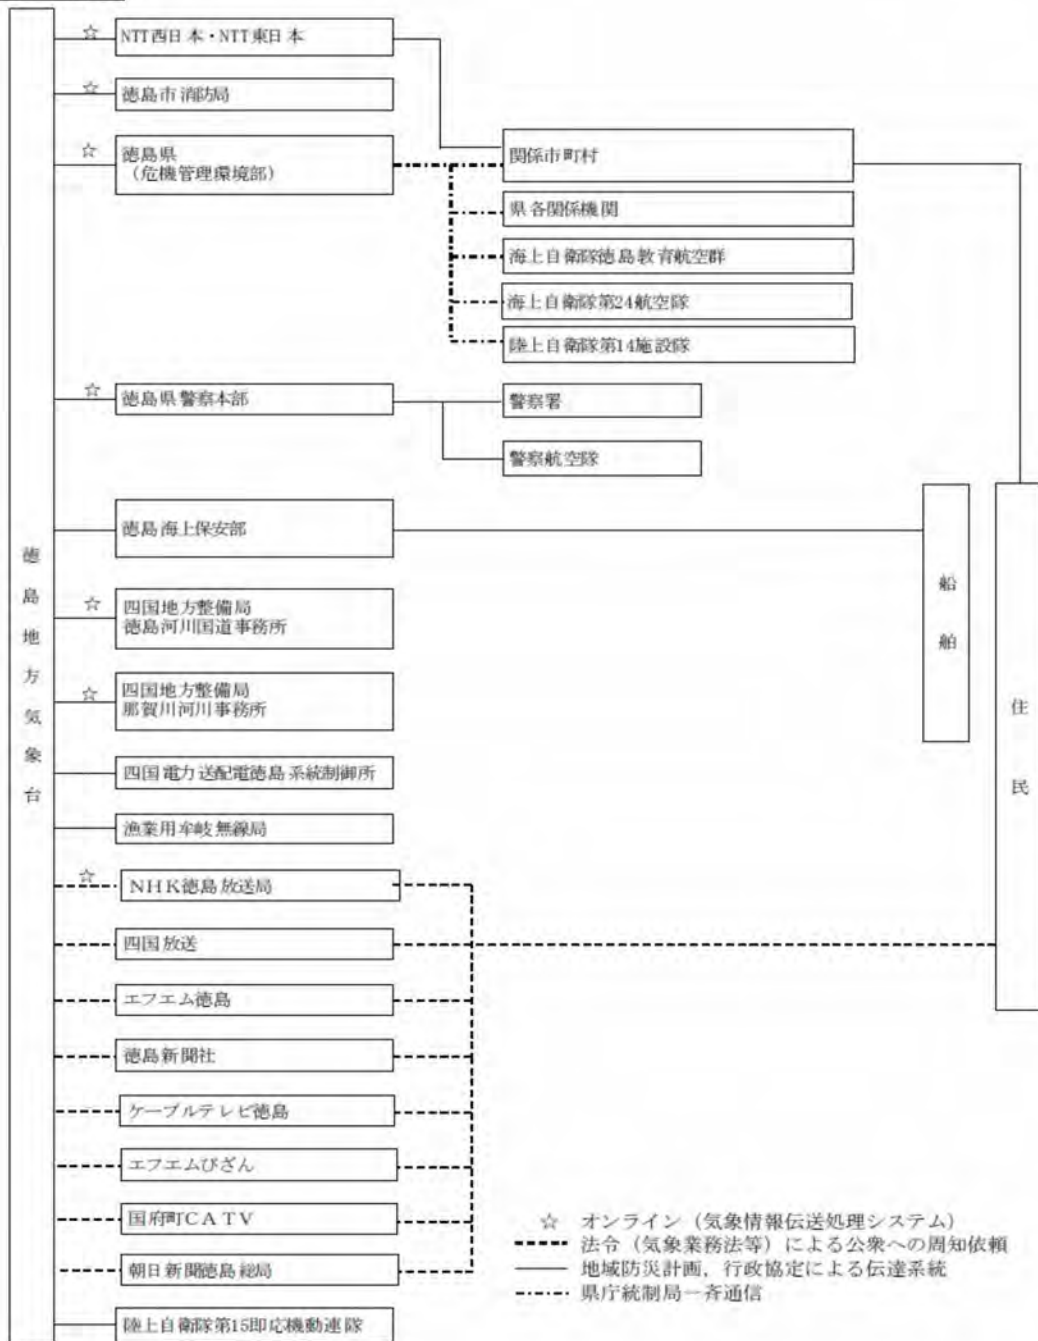 徳島地方気象台
☆ NTT西日本・NTT東日本
☆ 徳島市消防局
☆ 徳島県
（危機管理環境部）
関係市町村
県各関係機関
海上自衛隊徳島教育航空群
海上自衛隊第24航空隊
陸上自衛隊第14施設隊
☆ 徳島県警察本部
警察署
警察航空隊
徳島海上保安部
船舶
住民
☆ 四国地方整備局
徳島河川国道事務所
☆ 四国地方整備局
那賀川河川事務所
四国電力送配電徳島系統制御所
漁業用牟岐無線局
☆ NHK徳島放送局
四国放送
エフエム徳島
徳島新聞社
ケーブルテレビ徳島
エフエムびざん
国府町CATV
朝日新聞徳島総局
陸上自衛隊第15即応機動連隊
☆ オンライン（気象情報伝送処理システム）
法令（気象業務法等）による公衆への周知依頼
地域防災計画，行政協定による伝達系統
県庁統制局一斉通信